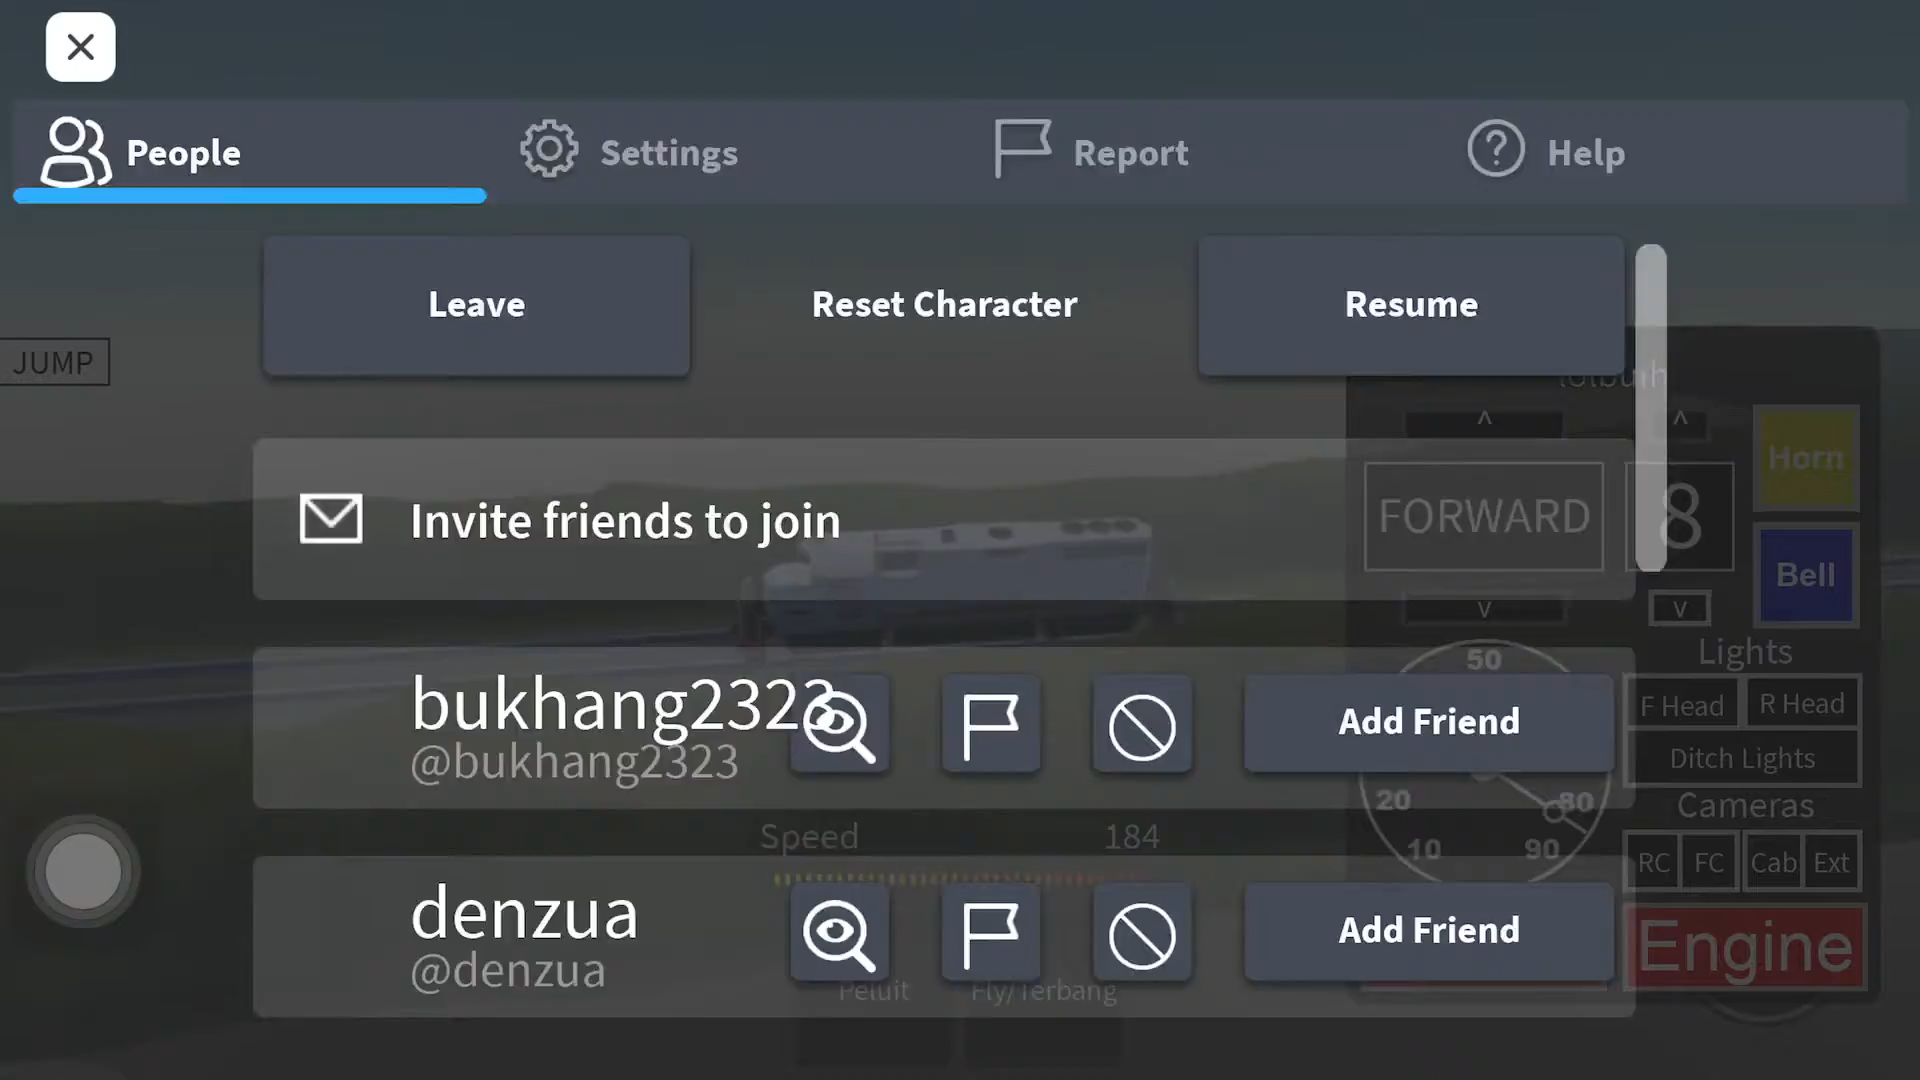 People
Settings
Report
Help
Leave
Reset Character
Resume
JUMP
Invite friends to join
FORWARD
8
Horn
Bell
bukhang2323
@bukhang2323
Add Friend
50
20
80
10
90
Lights
F Head
R Head
Ditch Lights
Cameras
RC
FC
Cab
Ext
Speed
184
denzua
@denzua
Add Friend
Engine
Peluit
Fly/Terbang